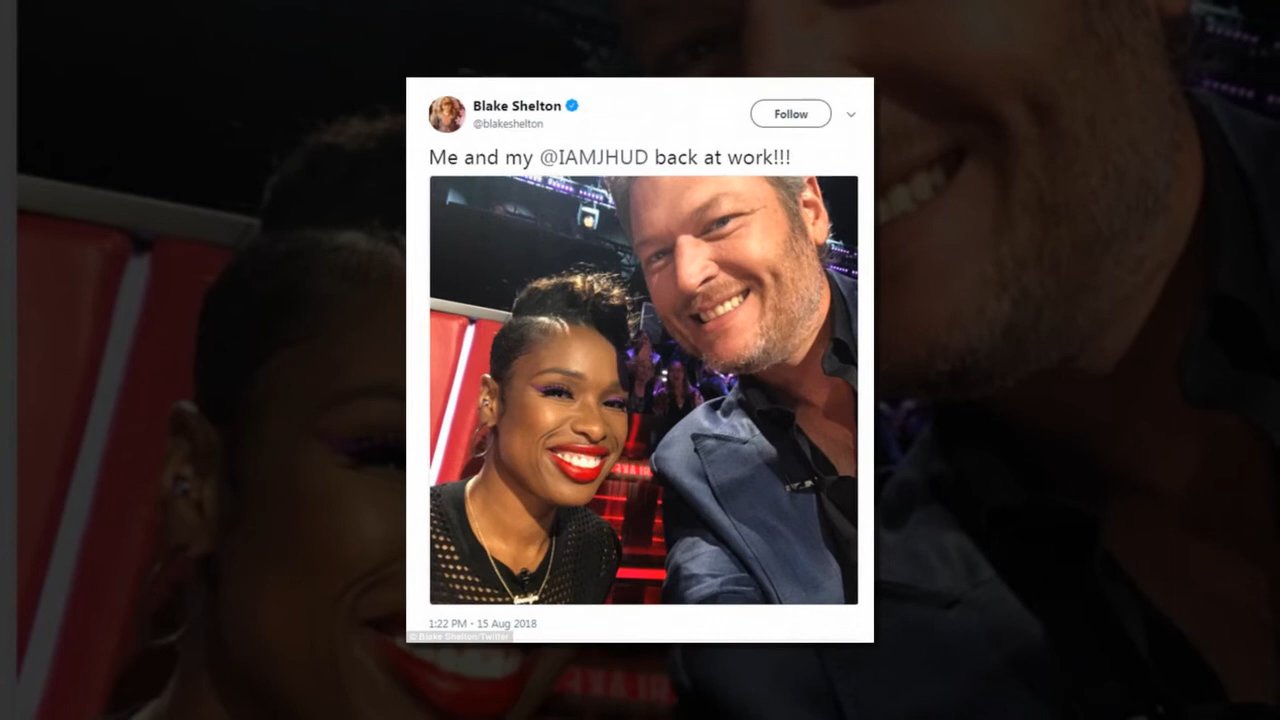 Blake Shelton
@blakeshelton
Follow
Me and my @IAMJHUD back at work!!!
1:22 PM - 15 Aug 2018
© Blake Shelton/Twitter